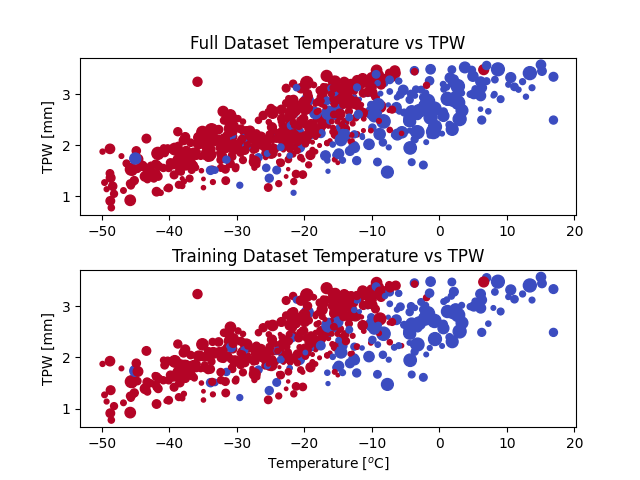 Full Dataset Temperature vs TPW
TPW [mm]
3
2
1
−50 −40 −30 −20 −10 0 10 20
Training Dataset Temperature vs TPW
TPW [mm]
3
2
1
−50 −40 −30 −20 −10 0 10 20
Temperature [°C]